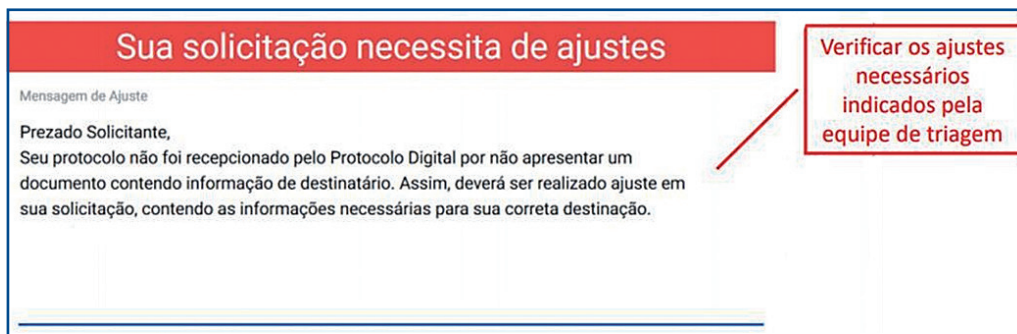 Sua solicitação necessita de ajustes
Mensagem de Ajuste
Prezado Solicitante,
Seu protocolo não foi recepcionado pelo Protocolo Digital por não apresentar um
documento contendo informação de destinatário. Assim, deverá ser realizado ajuste em
sua solicitação, contendo as informações necessárias para sua correta destinação.
Verificar os ajustes
necessários
indicados pela
equipe de triagem